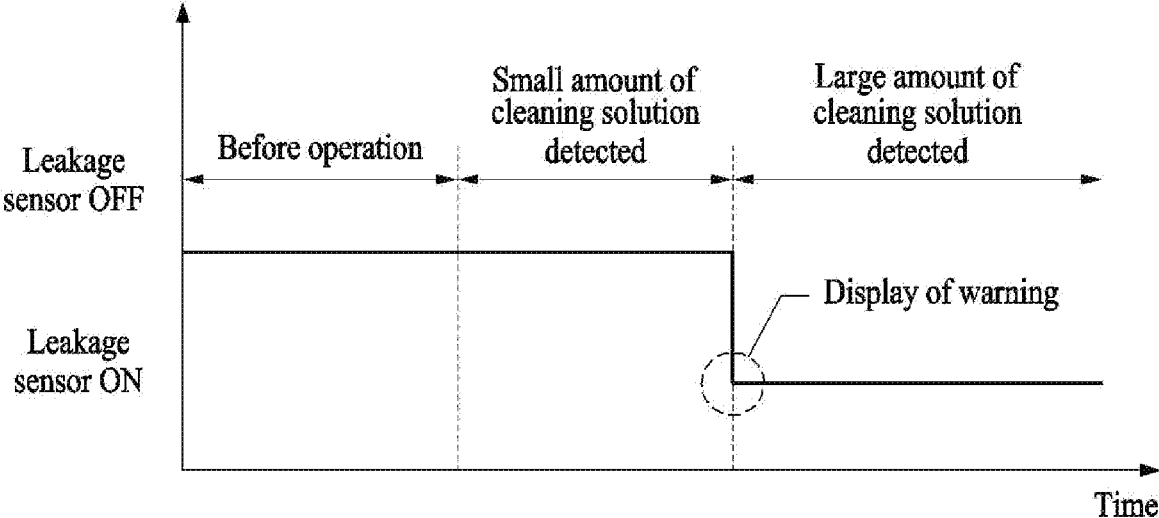 Small amount of
cleaning solution
detected
Large amount of
cleaning solution
detected
Before operation
Leakage
sensor OFF
Display of warning
Leakage
sensor ON
Time